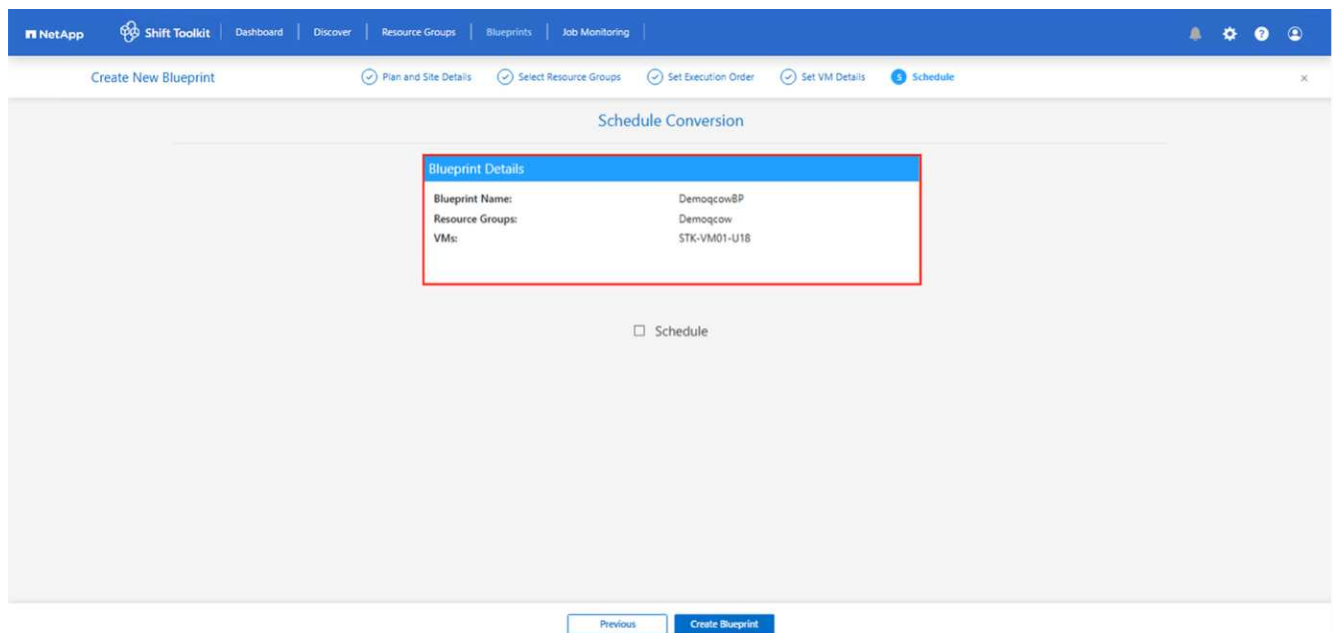 NetApp Shift Toolkit Dashboard Discover Resource Groups Blueprints Job Monitoring
Create New Blueprint Plan and Site Details Select Resource Groups Set Execution Order Set VM Details 5 Schedule
Schedule Conversion
Blueprint Details
Blueprint Name: DemoqcowBP
Resource Groups: Demoqcow
VMs: STK-VM01-U18
Schedule
Previous Create Blueprint